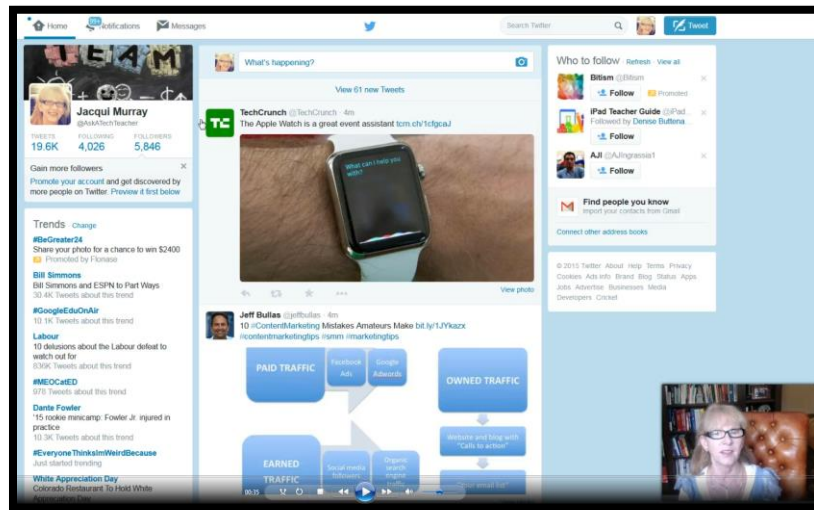 Home
99+
Notifications
Messages
Search Twitter
Tweet
TEAM
Jacqui Murray
@AskATechTeacher
TWEETS FOLLOWING FOLLOWERS
19.6K 4,026 5,846
Gain more followers
Promote your account and get discovered by
more people on Twitter. Preview it first below
Trends Change
#BeGreater24
Share your photo for a chance to win $2400
Promoted by Flonase
Bill Simmons
Bill Simmons and ESPN to Part Ways
30.4K Tweets about this trend
#GoogleEduOnAir
10.1K Tweets about this trend
Labour
10 delusions about the Labour defeat to
watch out for
836K Tweets about this trend
#MEOCatED
978 Tweets about this trend
Dante Fowler
'15 rookie minicamp: Fowler Jr. injured in
practice
10.3K Tweets about this trend
#EveryoneThinksImWeirdBecause
Just started trending
White Appreciation Day
Colorado Restaurant To Hold White
Appreciation Day
What's happening?
View 61 new Tweets
TechCrunch @TechCrunch · 4m
The Apple Watch is a great event assistant tcrn.ch/1cfgcaJ
What can I help you
with?
View photo
Jeff Bullas @jeffbullas · 4m
10 #ContentMarketing Mistakes Amateurs Make bit.ly/1JYkazx
#contentmarketingtips #smm #marketingtips
PAID TRAFFIC
Facebook
Ads
Google
Adwords
OWNED TRAFFIC
Website and blog with
"Calls to action"
EARNED
TRAFFIC
Social media
followers
Organic
search
engine
traffic
email list"
00:35
Who to follow Refresh · View all
Bitism @Bitism
Follow
Promoted
iPad Teacher Guide @iPad...
Followed by Denise Buttena...
Follow
AJI @AJIngrassar1
Follow
Find people you know
Import your contacts from Gmail
Connect other address books
© 2015 Twitter About Help Terms Privacy
Cookies Ads info Brand Blog Status Apps
Jobs Advertise Businesses Media
Developers Cricket